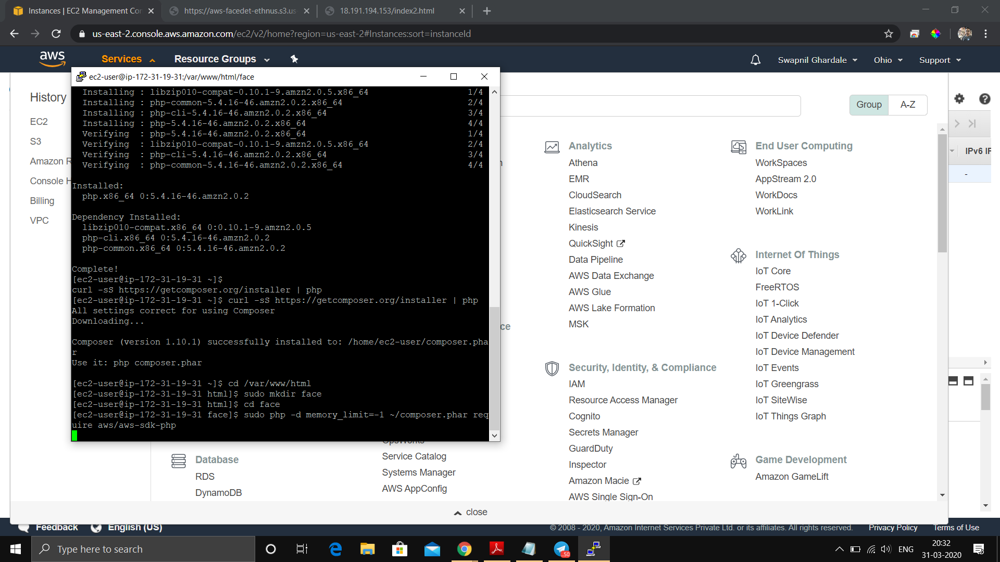 Instances | EC2 Management Con
https://aws-facedet-ethnus.s3.us
18.191.194.153/index2.html
us-east-2.console.aws.amazon.com/ec2/v2/home?region=us-east-2#Instances:sort=instanceId
aws
Services
Resource Groups
Swapnil Ghardale
Ohio
Support
ec2-user@ip-172-31-19-31:/var/www/html/face
Installing : libzip010-compat-0.10.1-9.amzn2.0.5.x86_64 1/4
Installing : php-common-5.4.16-46.amzn2.0.2.x86_64 2/4
Installing : php-cli-5.4.16-46.amzn2.0.2.x86_64 3/4
Installing : php-5.4.16-46.amzn2.0.2.x86_64 4/4
Verifying : php-5.4.16-46.amzn2.0.2.x86_64 1/4
Verifying : libzip010-compat-0.10.1-9.amzn2.0.5.x86_64 2/4
Verifying : php-cli-5.4.16-46.amzn2.0.2.x86_64 3/4
Verifying : php-common-5.4.16-46.amzn2.0.2.x86_64 4/4
Installed:
php.x86_64 0:5.4.16-46.amzn2.0.2
Dependency Installed:
libzip010-compat.x86_64 0:0.10.1-9.amzn2.0.5
php-cli.x86_64 0:5.4.16-46.amzn2.0.2
php-common.x86_64 0:5.4.16-46.amzn2.0.2
Complete!
[ec2-user@ip-172-31-19-31 ~]$
curl -sS https://getcomposer.org/installer | php
[ec2-user@ip-172-31-19-31 ~]$ curl -sS https://getcomposer.org/installer | php
All settings correct for using Composer
Downloading...
Composer (version 1.10.1) successfully installed to: /home/ec2-user/composer.pha
r
Use it: php composer.phar
[ec2-user@ip-172-31-19-31 ~]$ cd /var/www/html
[ec2-user@ip-172-31-19-31 html]$ sudo mkdir face
[ec2-user@ip-172-31-19-31 html]$ cd face
[ec2-user@ip-172-31-19-31 face]$ sudo php -d memory_limit=-1 ~/composer.phar req
uire aws/aws-sdk-php
History
EC2
S3
Amazon R
Console H
Billing
VPC
Group
A-Z
IPv6 IP
-
n
ce
Database
RDS
DynamoDB
OpsWorks
Service Catalog
Systems Manager
AWS AppConfig
Analytics
Athena
EMR
CloudSearch
Elasticsearch Service
Kinesis
QuickSight
Data Pipeline
AWS Data Exchange
AWS Glue
AWS Lake Formation
MSK
Security, Identity, & Compliance
IAM
Resource Access Manager
Cognito
Secrets Manager
GuardDuty
Inspector
Amazon Macie
AWS Single Sign-On
End User Computing
WorkSpaces
AppStream 2.0
WorkDocs
WorkLink
Internet Of Things
IoT Core
FreeRTOS
IoT 1-Click
IoT Analytics
IoT Device Defender
IoT Device Management
IoT Events
IoT Greengrass
IoT SiteWise
IoT Things Graph
Game Development
Amazon GameLift
close
Feedback
English (US)
© 2008 - 2020, Amazon Internet Services Private Ltd. or its affiliates. All rights reserved.
Privacy Policy
Terms of Use
Type here to search
..50
ENG
20:32
31-03-2020